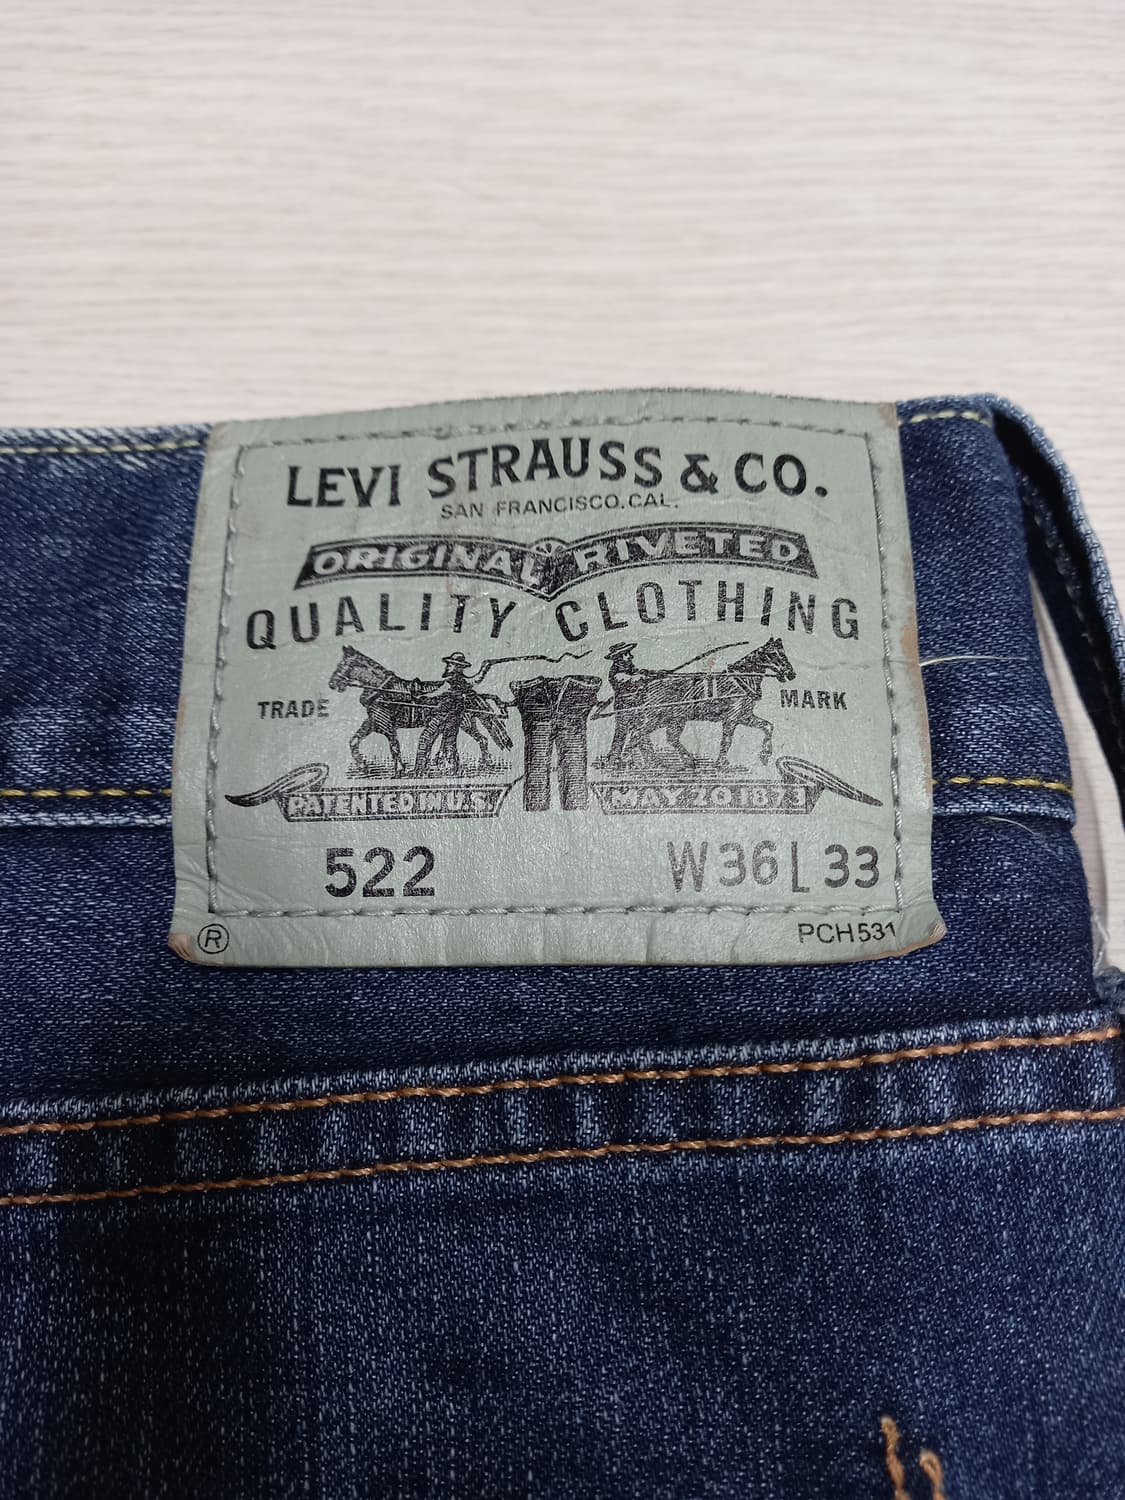 LEVI STRAUSS & CO.
SAN FRANCISCO.CAL.
ORIGINAL RIVETED
QUALITY CLOTHING
TRADE MARK
PATENTED IN U.S. MAY 20 1873
522 W36 L33
® PCH531